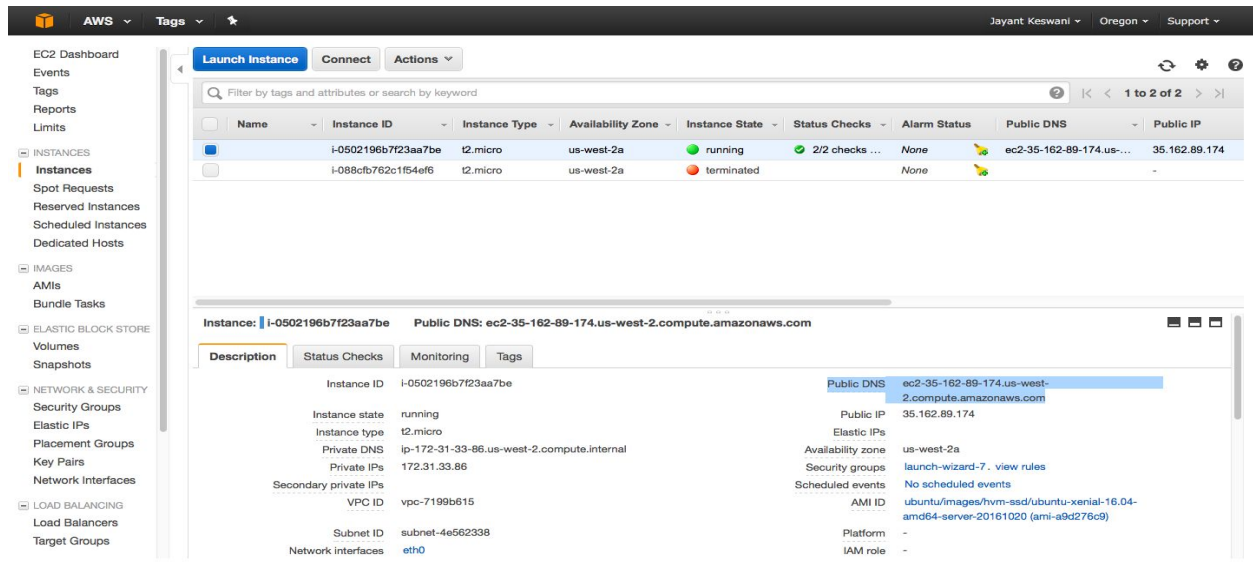 AWS Tags Jayant Keswani Oregon Support
EC2 Dashboard
Events
Tags
Reports
Limits
INSTANCES
Instances
Spot Requests
Reserved Instances
Scheduled Instances
Dedicated Hosts
IMAGES
AMIs
Bundle Tasks
ELASTIC BLOCK STORE
Volumes
Snapshots
NETWORK & SECURITY
Security Groups
Elastic IPs
Placement Groups
Key Pairs
Network Interfaces
LOAD BALANCING
Load Balancers
Target Groups
Launch Instance Connect Actions
Filter by tags and attributes or search by keyword 1 to 2 of 2
Name Instance ID Instance Type Availability Zone Instance State Status Checks Alarm Status Public DNS Public IP
i-0502196b7f23aa7be t2.micro us-west-2a running 2/2 checks ... None ec2-35-162-89-174.us-... 35.162.89.174
i-088cfb762c1f54ef6 t2.micro us-west-2a terminated None -
Instance: i-0502196b7f23aa7be Public DNS: ec2-35-162-89-174.us-west-2.compute.amazonaws.com
Description Status Checks Monitoring Tags
Instance ID i-0502196b7f23aa7be
Instance state running
Instance type t2.micro
Private DNS ip-172-31-33-86.us-west-2.compute.internal
Private IPs 172.31.33.86
Secondary private IPs
VPC ID vpc-7199b615
Subnet ID subnet-4e562338
Network interfaces eth0
Public DNS ec2-35-162-89-174.us-west-
2.compute.amazonaws.com
Public IP 35.162.89.174
Elastic IPs
Availability zone us-west-2a
Security groups launch-wizard-7. view rules
Scheduled events No scheduled events
AMI ID ubuntu/images/hvm-ssd/ubuntu-xenial-16.04-
amd64-server-20161020 (ami-a9d276c9)
Platform -
IAM role -